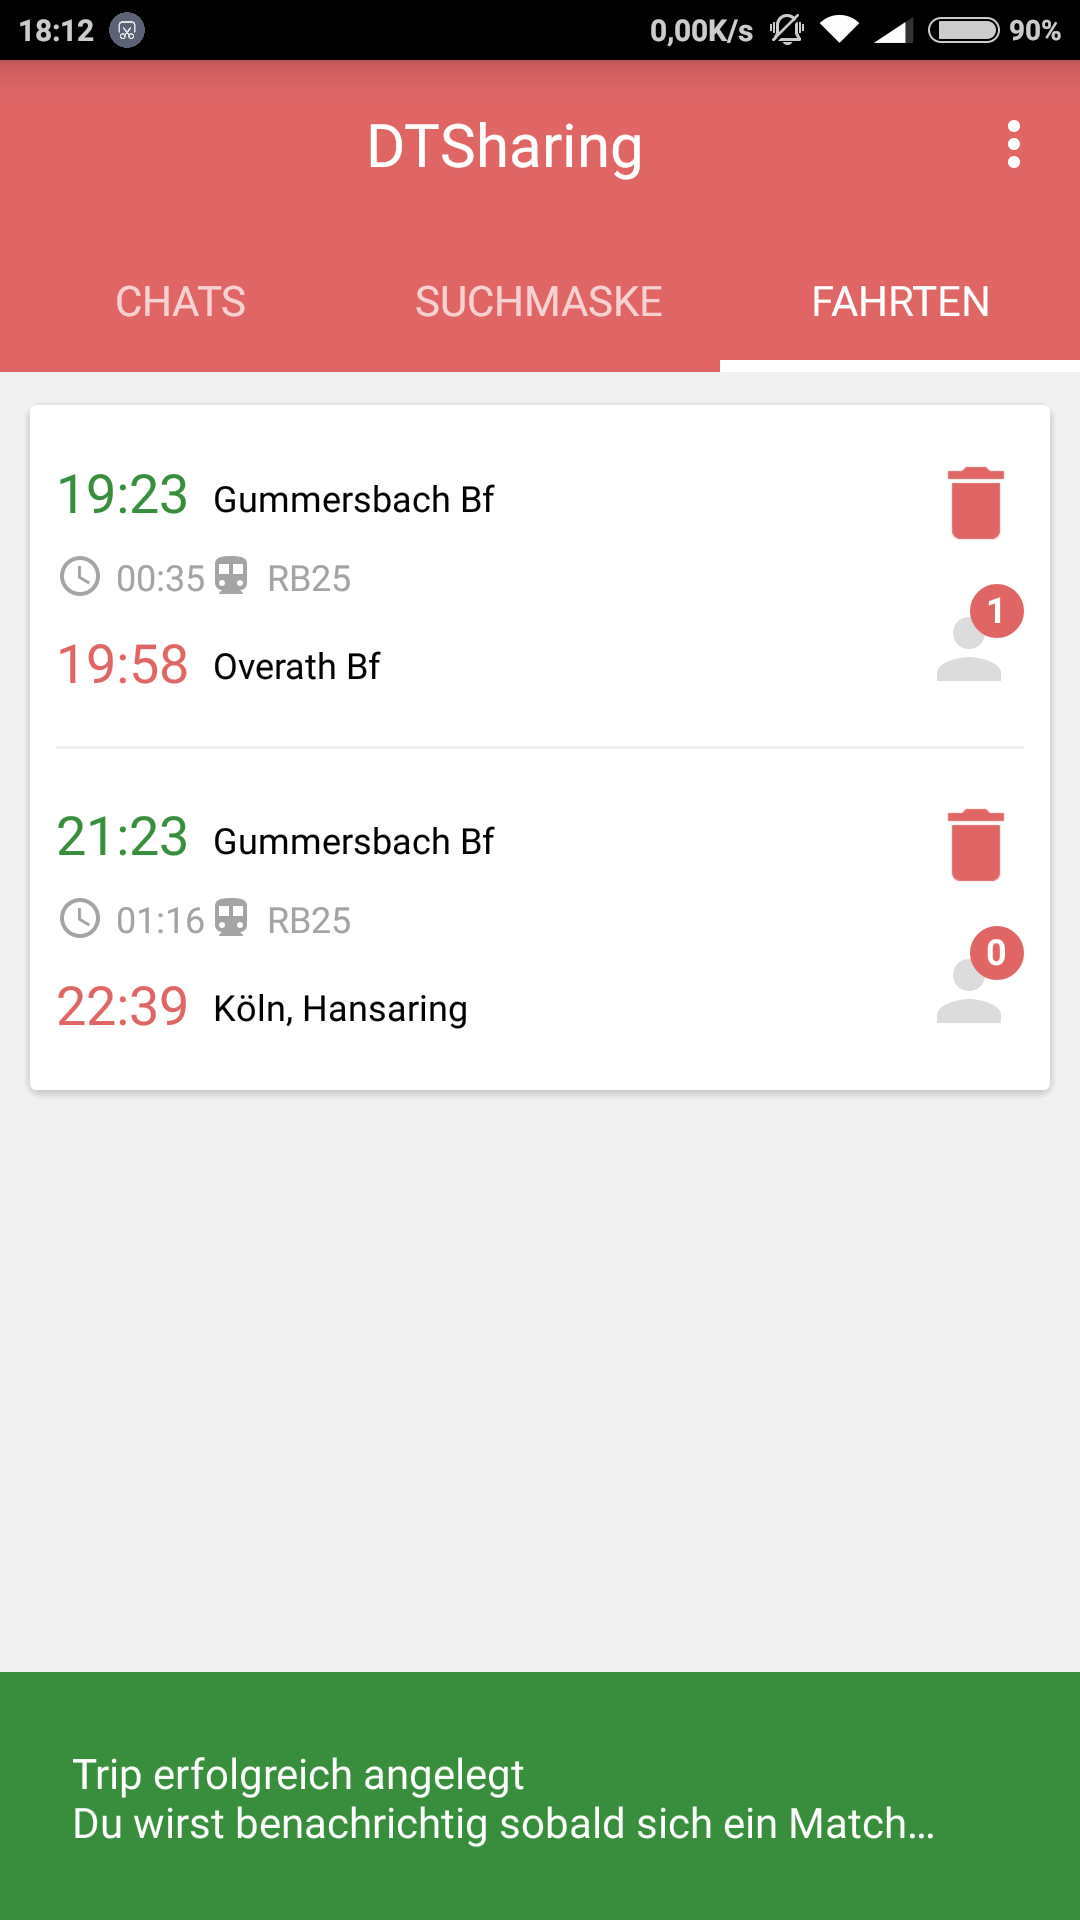 18:12 0,00K/s 90%
DTSharing
CHATS SUCHMASKE FAHRTEN
19:23 Gummersbach Bf
00:35 RB25
1
19:58 Overath Bf
21:23 Gummersbach Bf
01:16 RB25
0
22:39 Köln, Hansaring
Trip erfolgreich angelegt
Du wirst benachrichtig sobald sich ein Match...